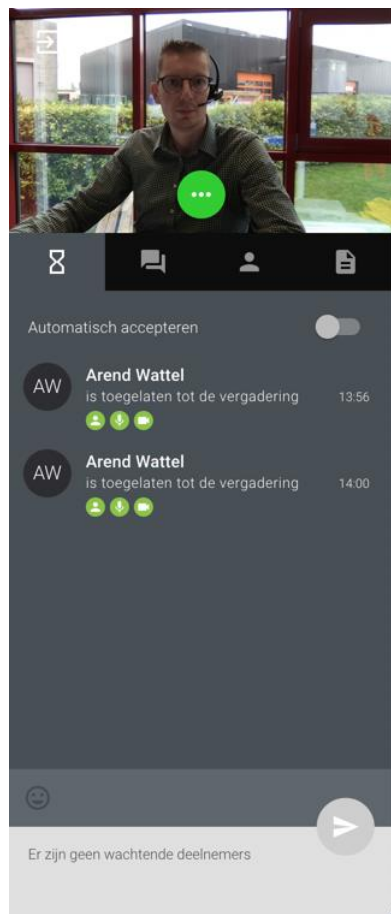 Automatisch accepteren
AW
Arend Wattel
is toegelaten tot de vergadering
13:56
AW
Arend Wattel
is toegelaten tot de vergadering
14:00
Er zijn geen wachtende deelnemers